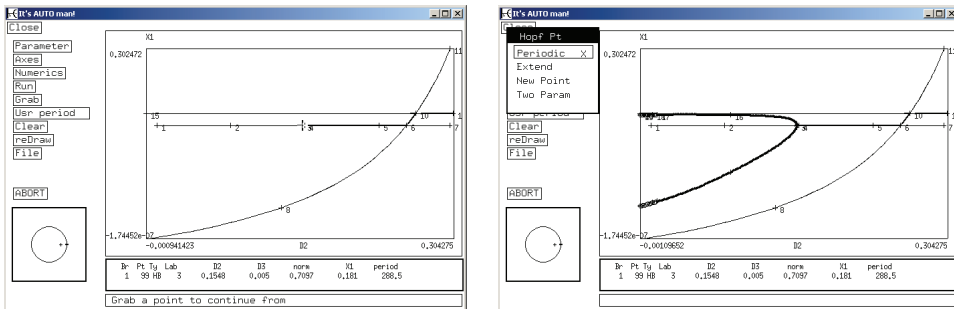 It's AUTO man!
Close
Parameter
Axes
Numerics
Run
Grab
Usr period
Clear
reDraw
File
ABORT
X1
0.302472
-1.74452e-07
-0.000941423 D2 0.304275
15
1 2 3 4 5 6 7
8
10
11
Br Pt Ty Lab D2 D3 norm X1 period
1 99 HB 3 0.1548 0.005 0.7097 0.181 288.5
Grab a point to continue from
It's AUTO man!
Hopf Pt
Periodic X
Extend
New Point
Two Param
Clear
reDraw
File
ABORT
X1
0.302472
-1.74452e-07
-0.00109652 D2 0.304275
17 16
1 2 5 6 7
8
10
11
Br Pt Ty Lab D2 D3 norm X1 period
1 99 HB 3 0.1548 0.005 0.7097 0.181 288.5